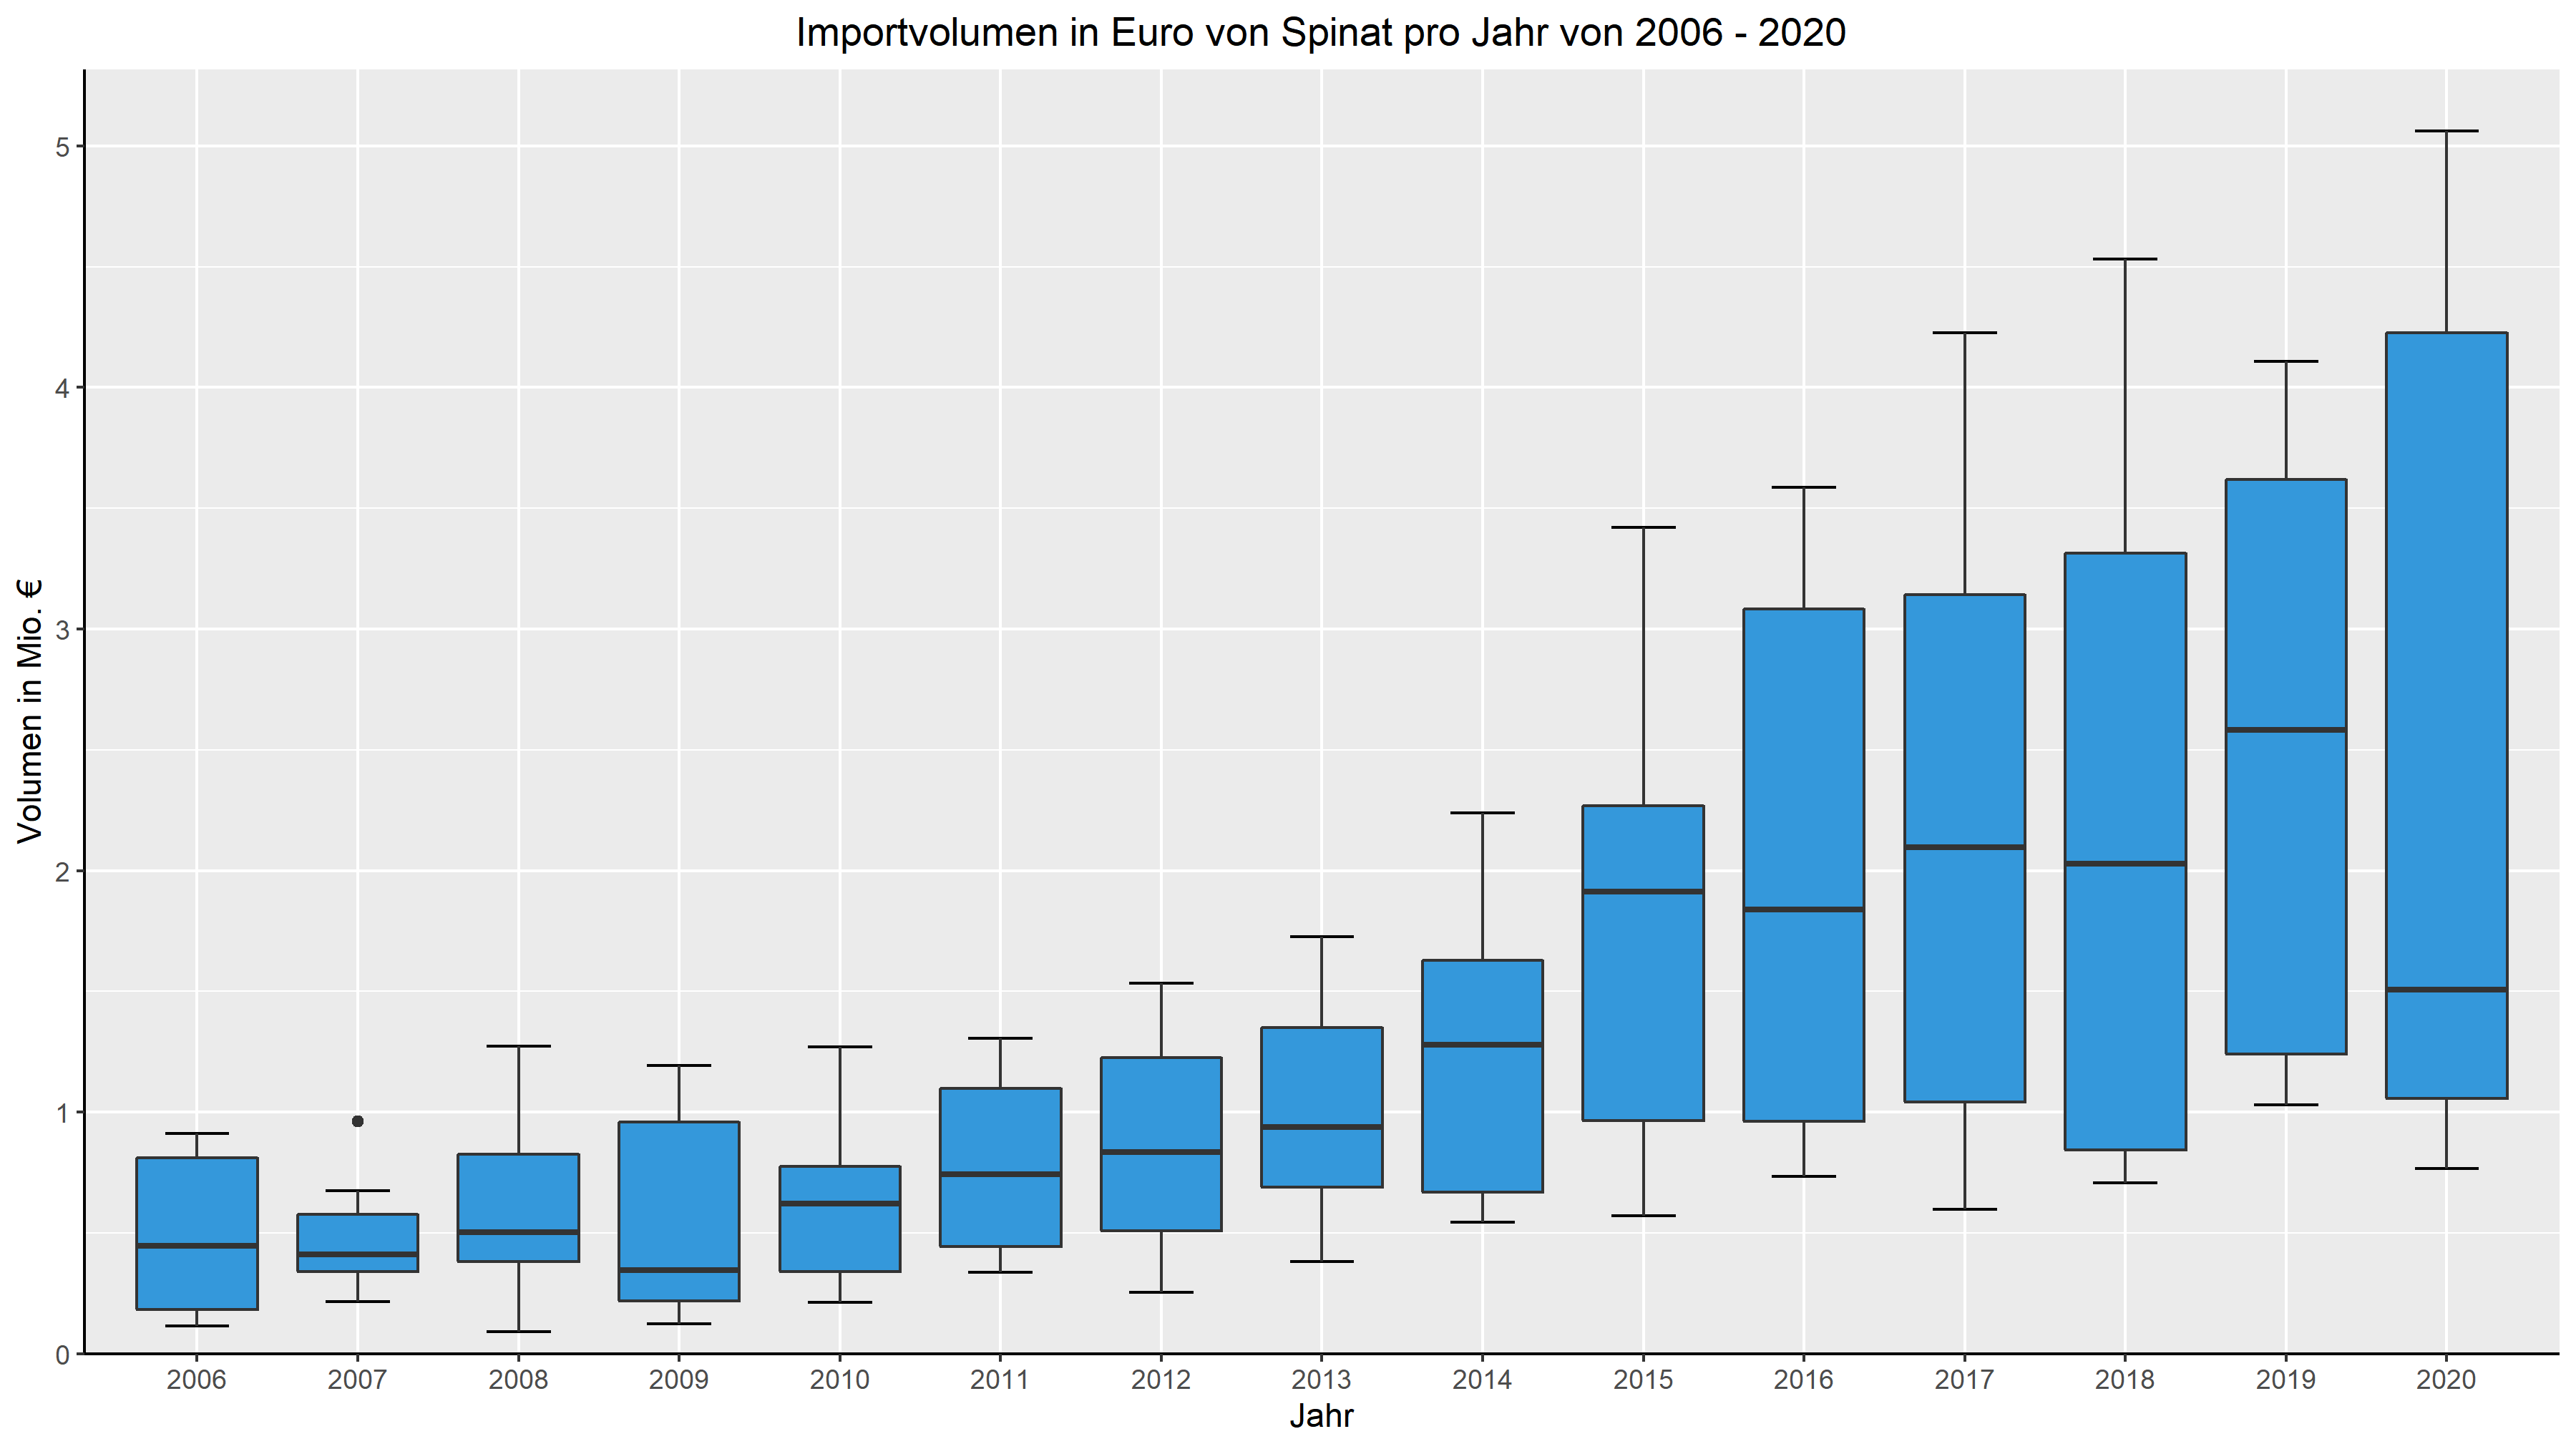 Importvolumen in Euro von Spinat pro Jahr von 2006 - 2020
Volumen in Mio. €
5
4
3
2
1
0
2006 2007 2008 2009 2010 2011 2012 2013 2014 2015 2016 2017 2018 2019 2020
Jahr